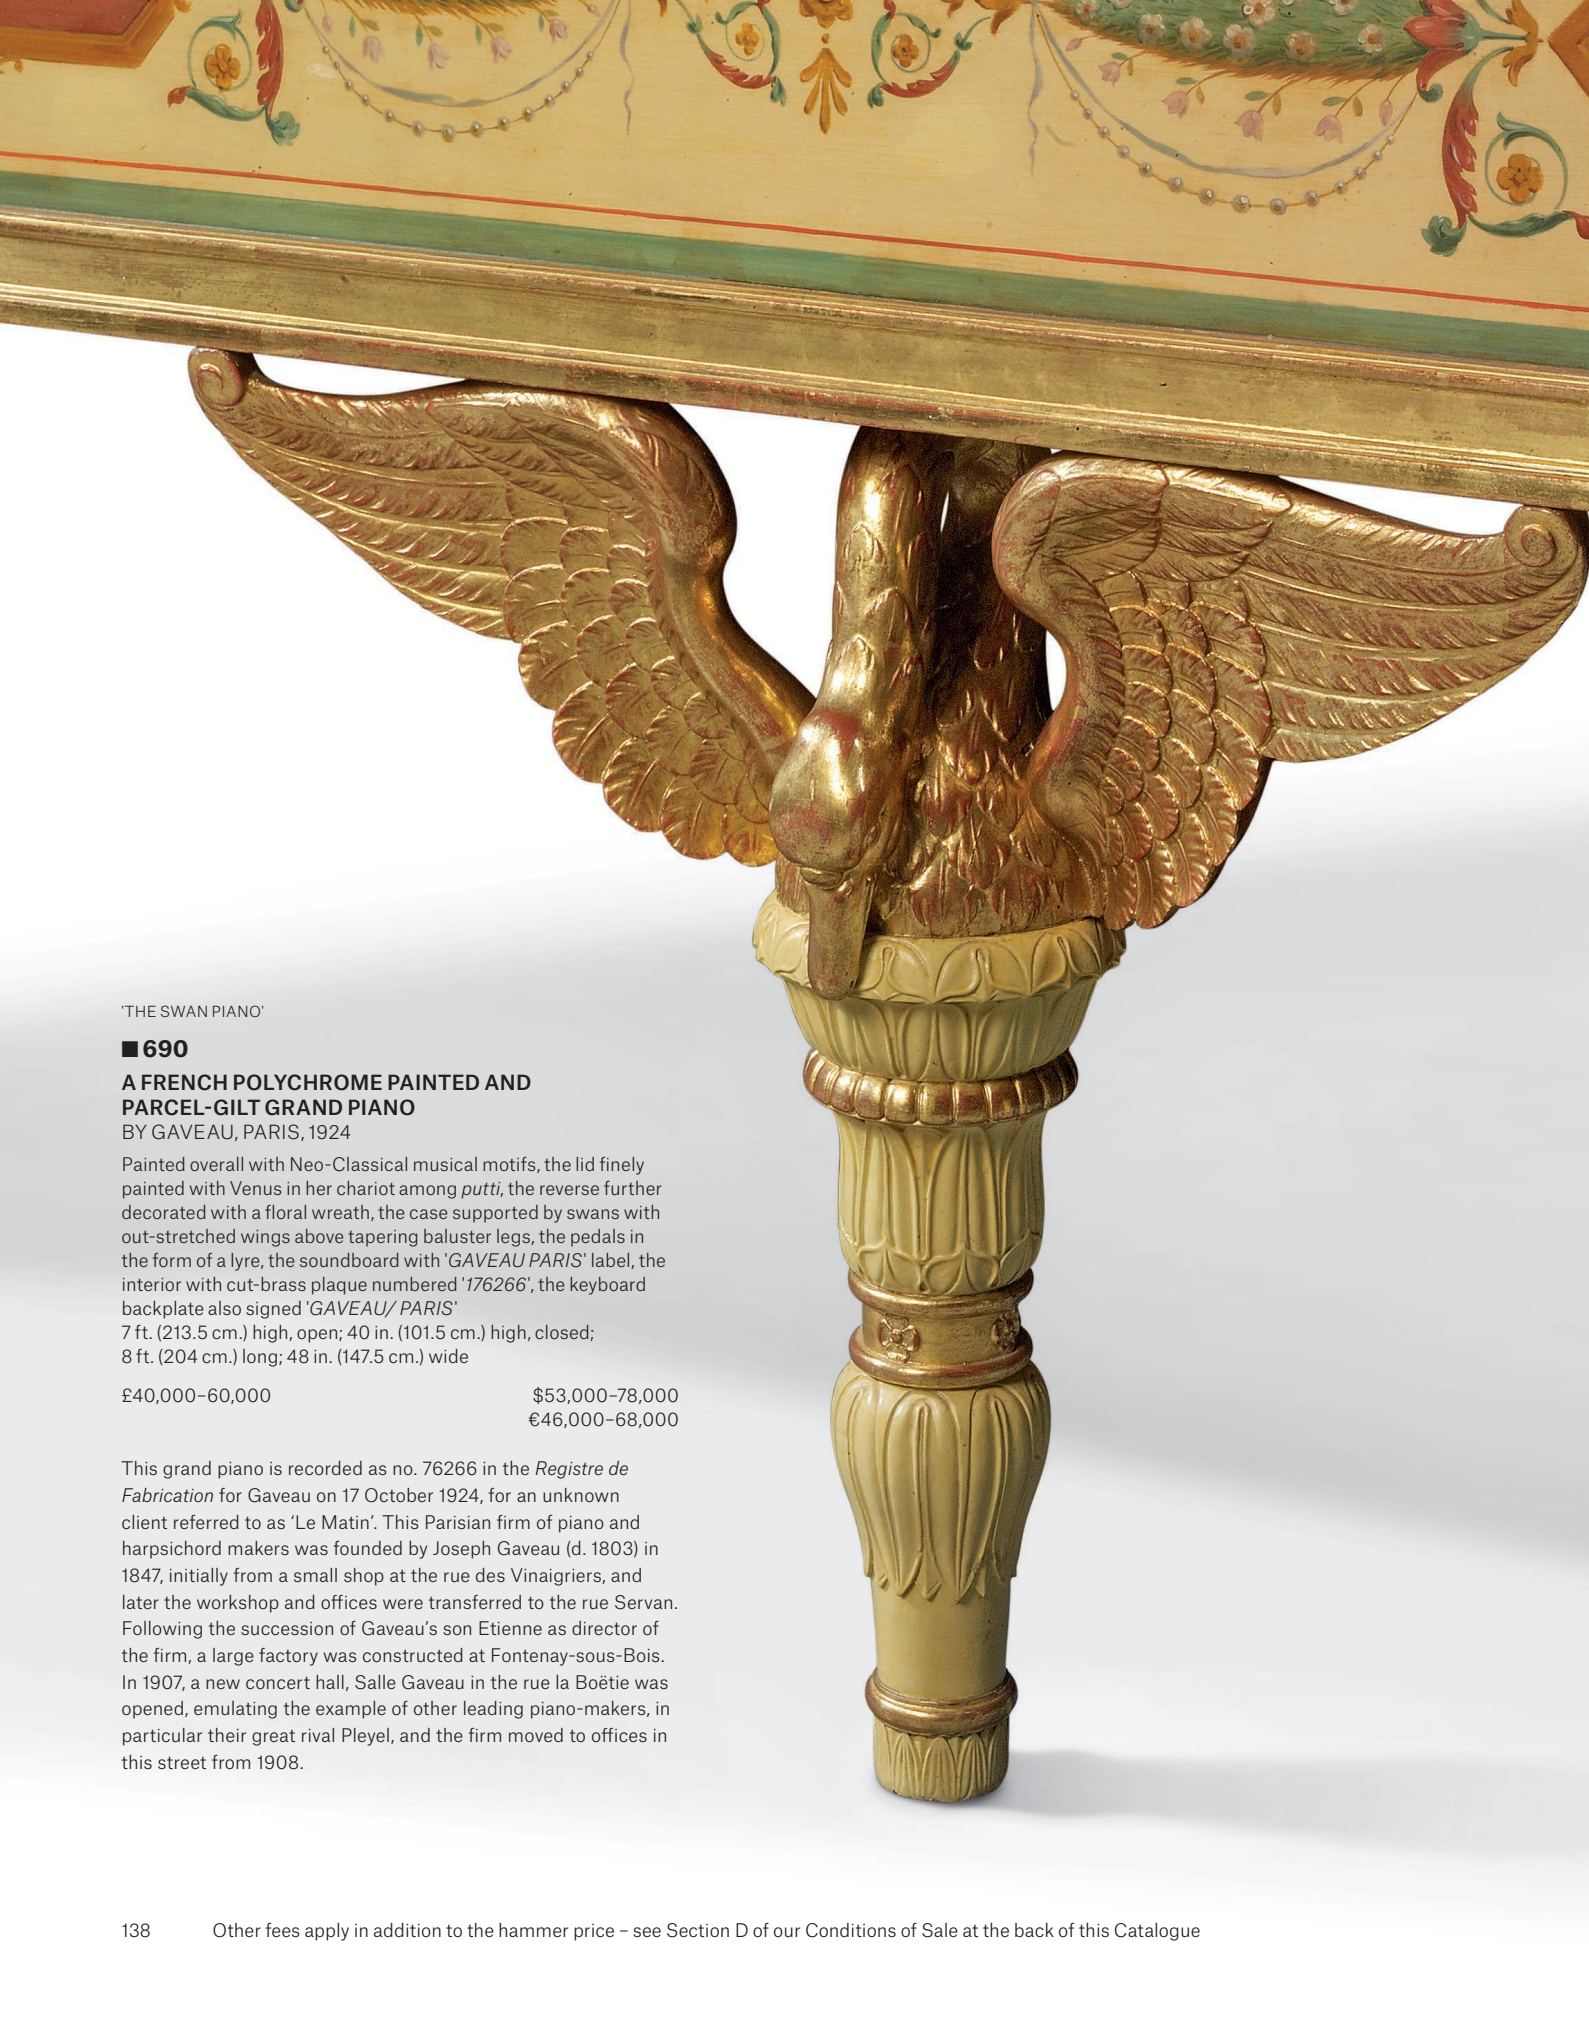 'THE SWAN PIANO'
■690
A FRENCH POLYCHROME PAINTED AND
PARCEL-GILT GRAND PIANO
BY GAVEAU, PARIS, 1924
Painted overall with Neo-Classical musical motifs, the lid finely
painted with Venus in her chariot among putti, the reverse further
decorated with a floral wreath, the case supported by swans with
out-stretched wings above tapering baluster legs, the pedals in
the form of a lyre, the soundboard with 'GAVEAU PARIS' label, the
interior with cut-brass plaque numbered '176266', the keyboard
backplate also signed 'GAVEAU/ PARIS'
7 ft. (213.5 cm.) high, open; 40 in. (101.5 cm.) high, closed;
8 ft. (204 cm.) long; 48 in. (147.5 cm.) wide
£40,000–60,000 $53,000–78,000
€46,000–68,000
This grand piano is recorded as no. 76266 in the Registre de
Fabrication for Gaveau on 17 October 1924, for an unknown
client referred to as ‘Le Matin’. This Parisian firm of piano and
harpsichord makers was founded by Joseph Gaveau (d. 1803) in
1847, initially from a small shop at the rue des Vinaigriers, and
later the workshop and offices were transferred to the rue Servan.
Following the succession of Gaveau’s son Etienne as director of
the firm, a large factory was constructed at Fontenay-sous-Bois.
In 1907, a new concert hall, Salle Gaveau in the rue la Boëtie was
opened, emulating the example of other leading piano-makers, in
particular their great rival Pleyel, and the firm moved to offices in
this street from 1908.
138 Other fees apply in addition to the hammer price – see Section D of our Conditions of Sale at the back of this Catalogue